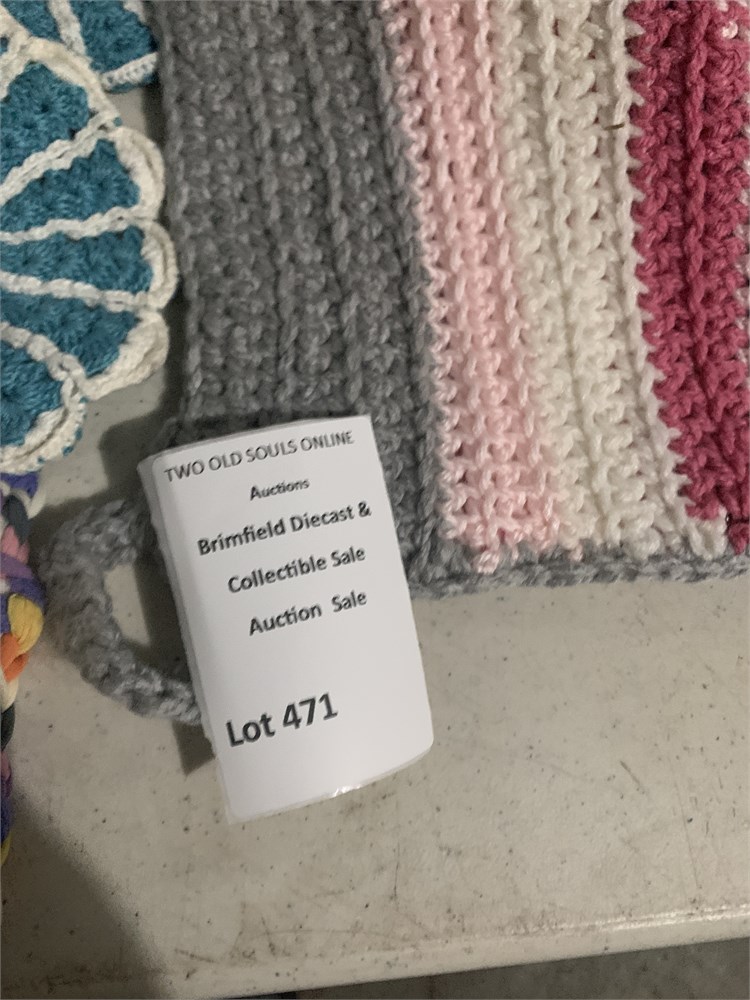 TWO OLD SOULS ONLINE
Auctions
Brimfield Diecast &
Collectible Sale
Auction Sale
Lot 471